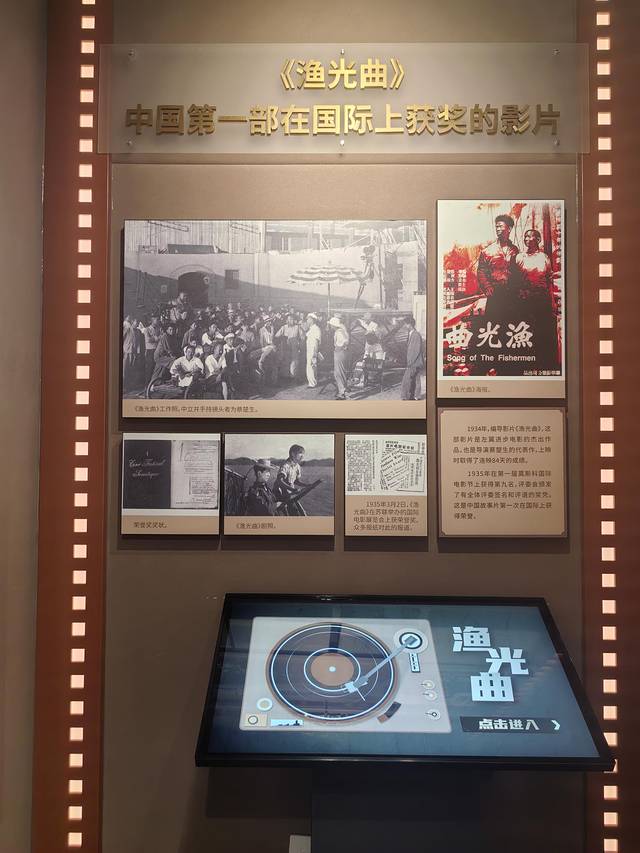 《渔光曲》
中国第一部在国际上获奖的影片
《渔光曲》工作照。中立并手持镜头者为蔡楚生。
曲光漁
Song of The Fishermen
《渔光曲》海报。
荣誉奖奖状。
《渔光曲》剧照。
1935年3月2日，《渔
光曲》在苏联举办的国际
电影展览会上获荣誉奖。
众多报纸对此的报道。
1934年，编导影片《渔光曲》，这
部影片是左翼进步电影的杰出作
品，也是导演蔡楚生的代表作，上映
时取得了连映84天的成绩。
1935年在第一届莫斯科国际
电影节上获得第九名，评委会颁发
了有全体评委签名和评语的奖凭。
这是中国故事片第一次在国际上获
得荣誉。
渔
光
曲
点击进入